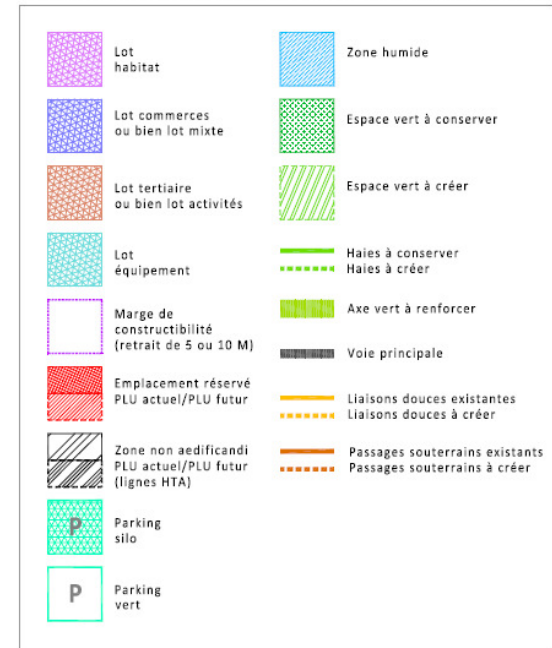 Lot
habitat
Lot commerces
ou bien lot mixte
Lot tertiaire
ou bien lot activités
Lot
équipement
Marge de
constructibilité
(retrait de 5 ou 10 M)
Emplacement réservé
PLU actuel/PLU futur
Zone non aedificandi
PLU actuel/PLU futur
(lignes HTA)
P
Parking
silo
P
Parking
vert
Zone humide
Espace vert à conserver
Espace vert à créer
Haies à conserver
Haies à créer
Axe vert à renforcer
Voie principale
Liaisons douces existantes
Liaisons douces à créer
Passages souterrains existants
Passages souterrains à créer